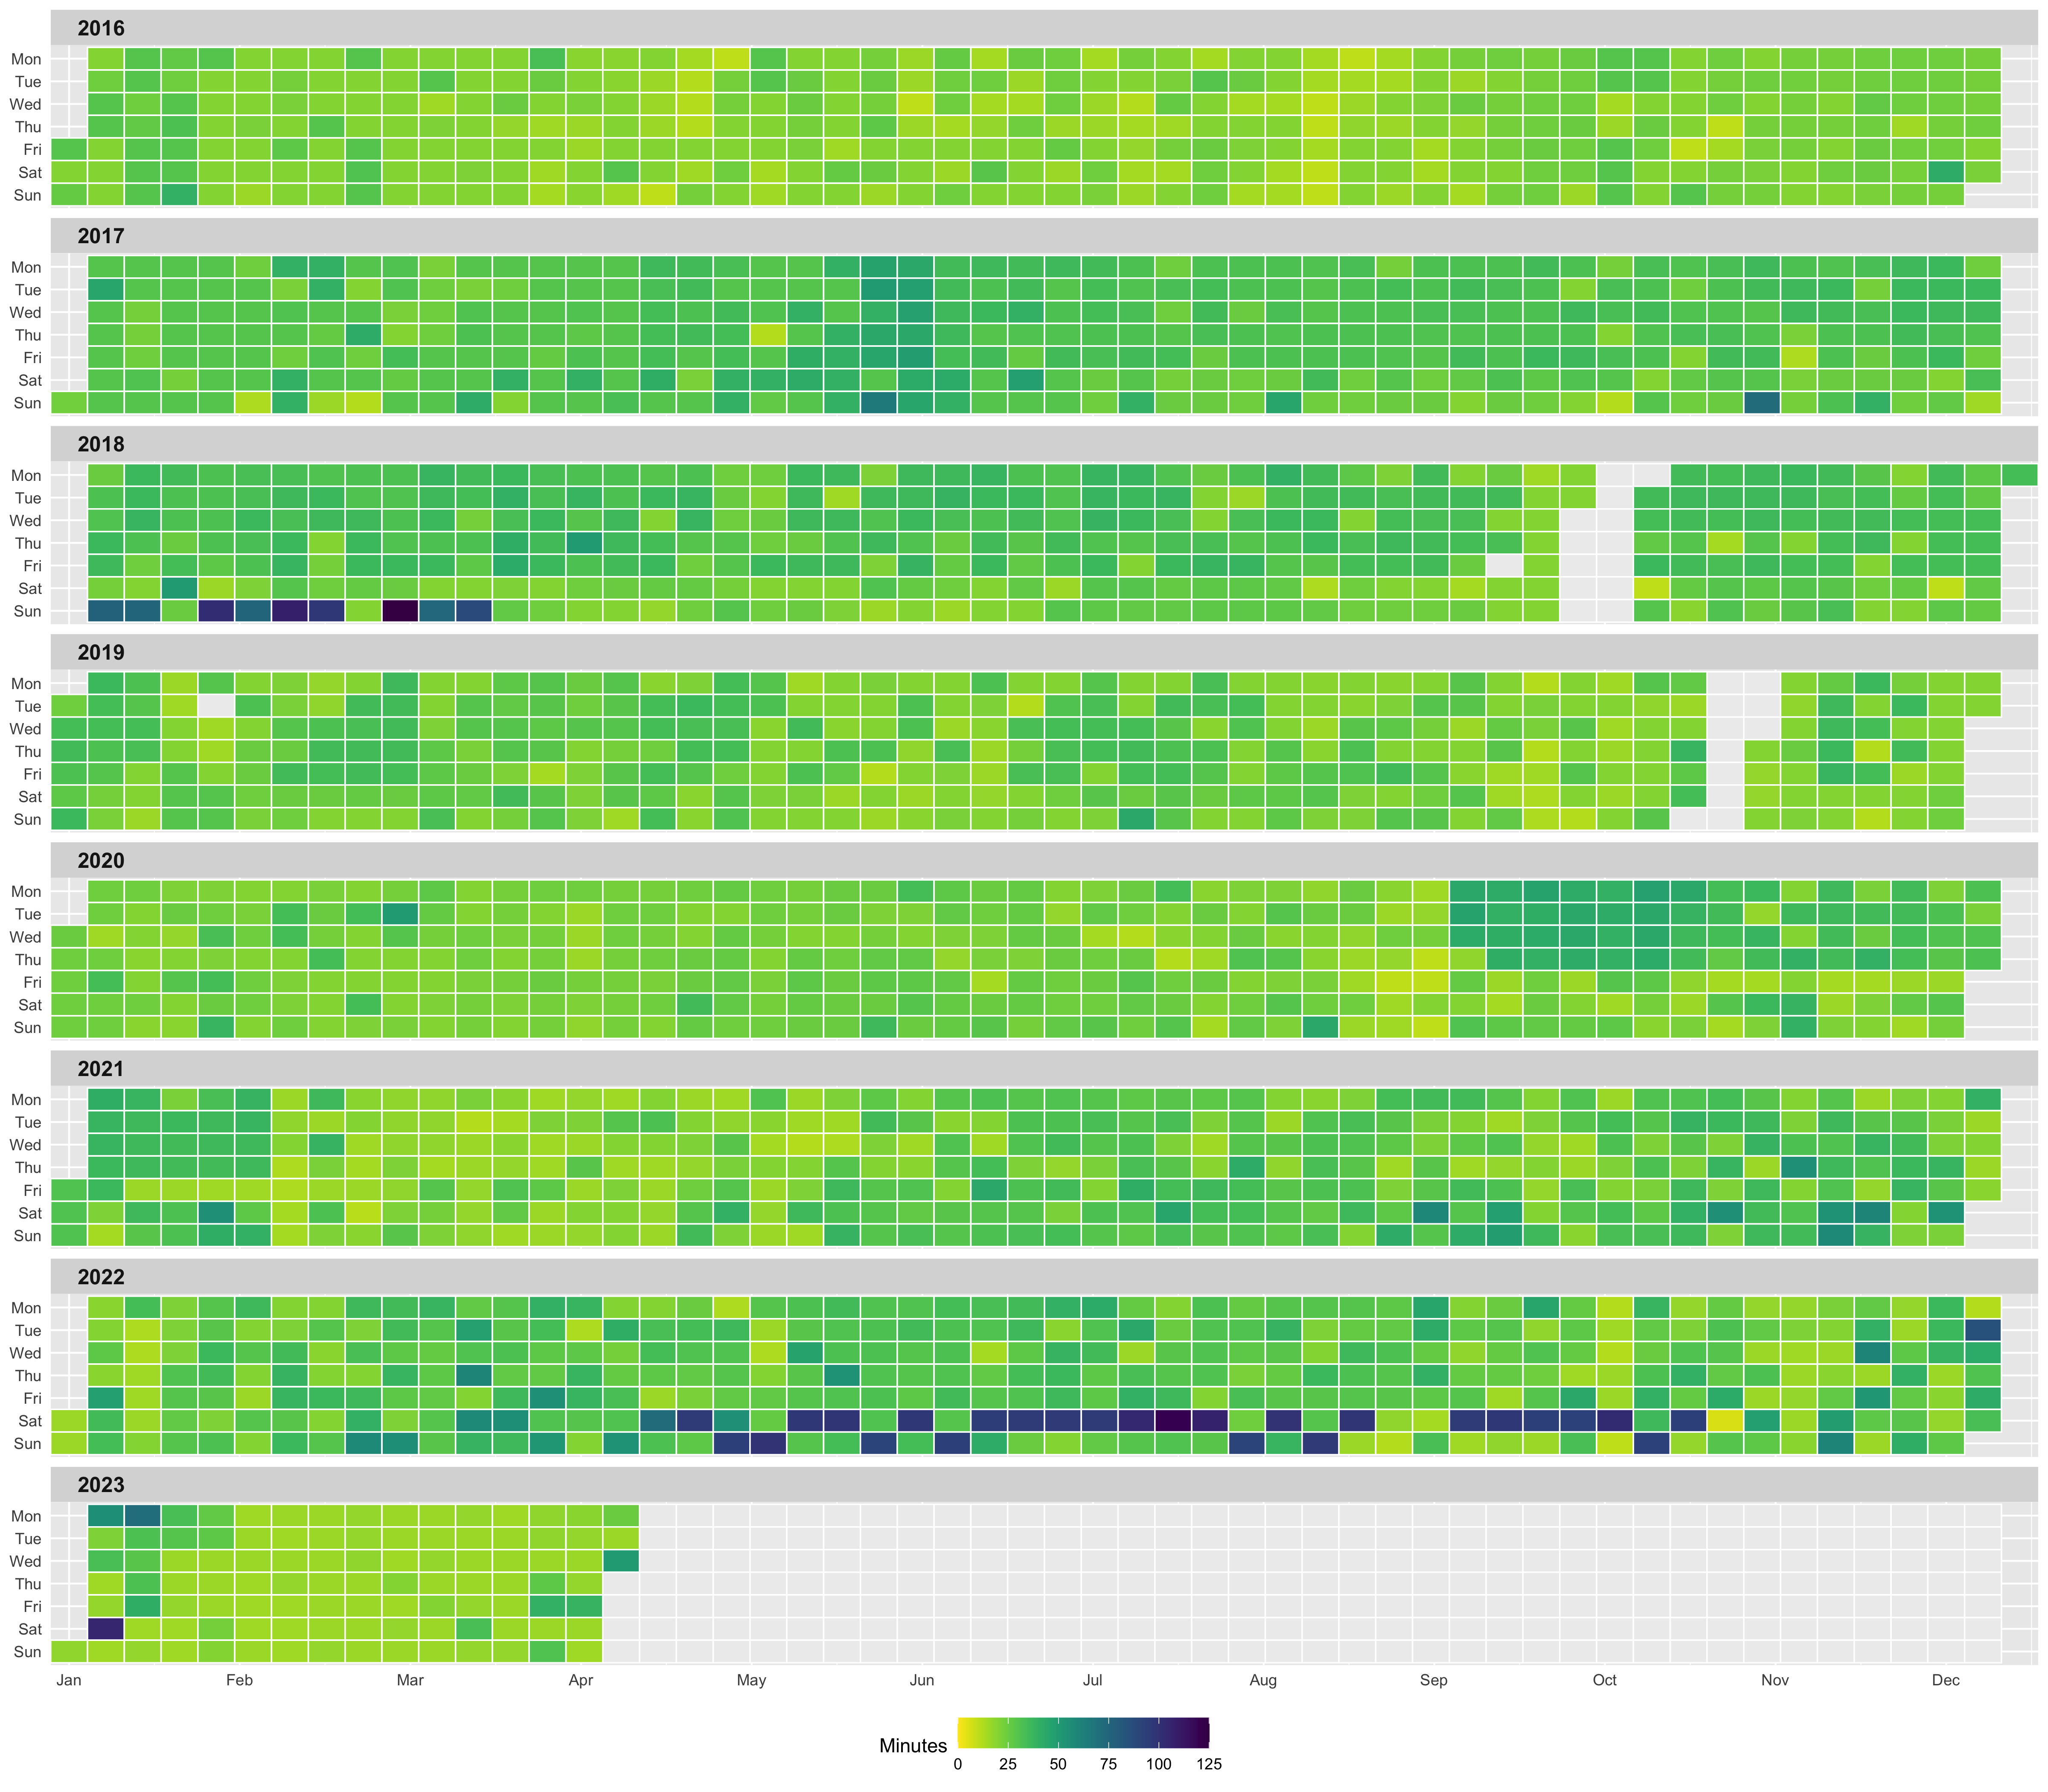 2016
Mon
Tue
Wed
Thu
Fri
Sat
Sun
2017
Mon
Tue
Wed
Thu
Fri
Sat
Sun
2018
Mon
Tue
Wed
Thu
Fri
Sat
Sun
2019
Mon
Tue
Wed
Thu
Fri
Sat
Sun
2020
Mon
Tue
Wed
Thu
Fri
Sat
Sun
2021
Mon
Tue
Wed
Thu
Fri
Sat
Sun
2022
Mon
Tue
Wed
Thu
Fri
Sat
Sun
2023
Mon
Tue
Wed
Thu
Fri
Sat
Sun
Jan Feb Mar Apr May Jun Jul Aug Sep Oct Nov Dec
Minutes
0 25 50 75 100 125